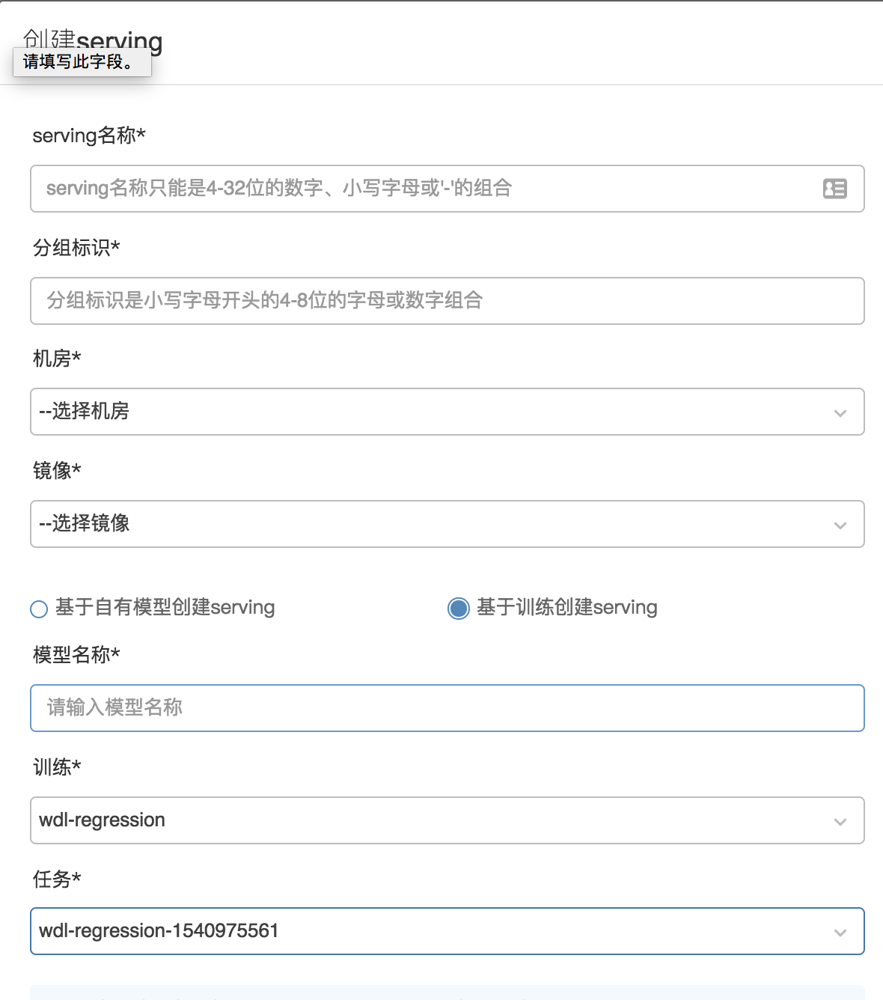 创建serving
请填写此字段。
serving名称*
serving名称只能是4-32位的数字、小写字母或'-'的组合
分组标识*
分组标识是小写字母开头的4-8位的字母或数字组合
机房*
--选择机房
镜像*
--选择镜像
基于自有模型创建serving
基于训练创建serving
模型名称*
请输入模型名称
训练*
wdl-regression
任务*
wdl-regression-1540975561